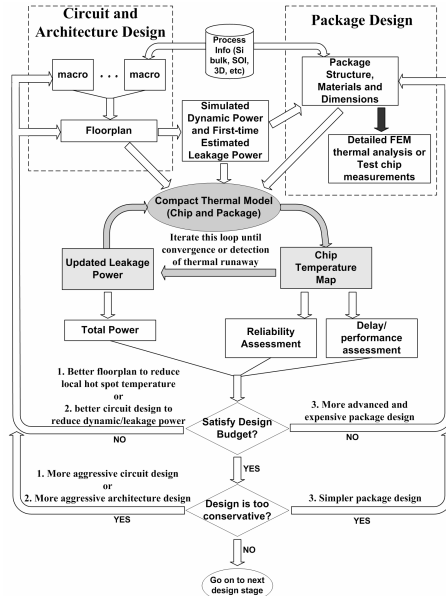 Circuit and
Architecture Design
Process
Info (Si
bulk, SOI,
3D, etc)
Package Design
macro . . . macro
Floorplan
Simulated
Dynamic Power
and First-time
Estimated
Leakage Power
Package
Structure,
Materials and
Dimensions
Detailed FEM
thermal analysis or
Test chip
measurements
Compact Thermal Model
(Chip and Package)
Iterate this loop until
convergence or detection
of thermal runaway
Updated Leakage
Power
Chip
Temperature
Map
Total Power
Reliability
Assessment
Delay/
performance
assessment
1. Better floorplan to reduce
local hot spot temperature
or
2. better circuit design to
reduce dynamic/leakage power
NO
Satisfy Design
Budget?
3. More advanced and
expensive package design
NO
YES
1. More aggressive circuit design
or
2. More aggressive architecture design
YES
Design is too
conservative?
3. Simpler package design
YES
NO
Go on to next
design stage